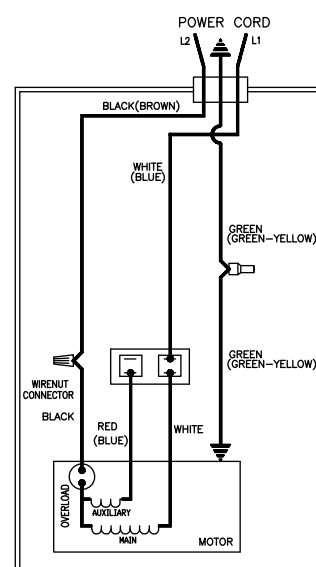 POWER CORD
L2
L1
BLACK(BROWN)
WHITE
(BLUE)
GREEN
(GREEN-YELLOW)
GREEN
(GREEN-YELLOW)
WIRENUT
CONNECTOR
BLACK
RED
(BLUE)
WHITE
OVERLOAD
AUXILIARY
MAIN
MOTOR